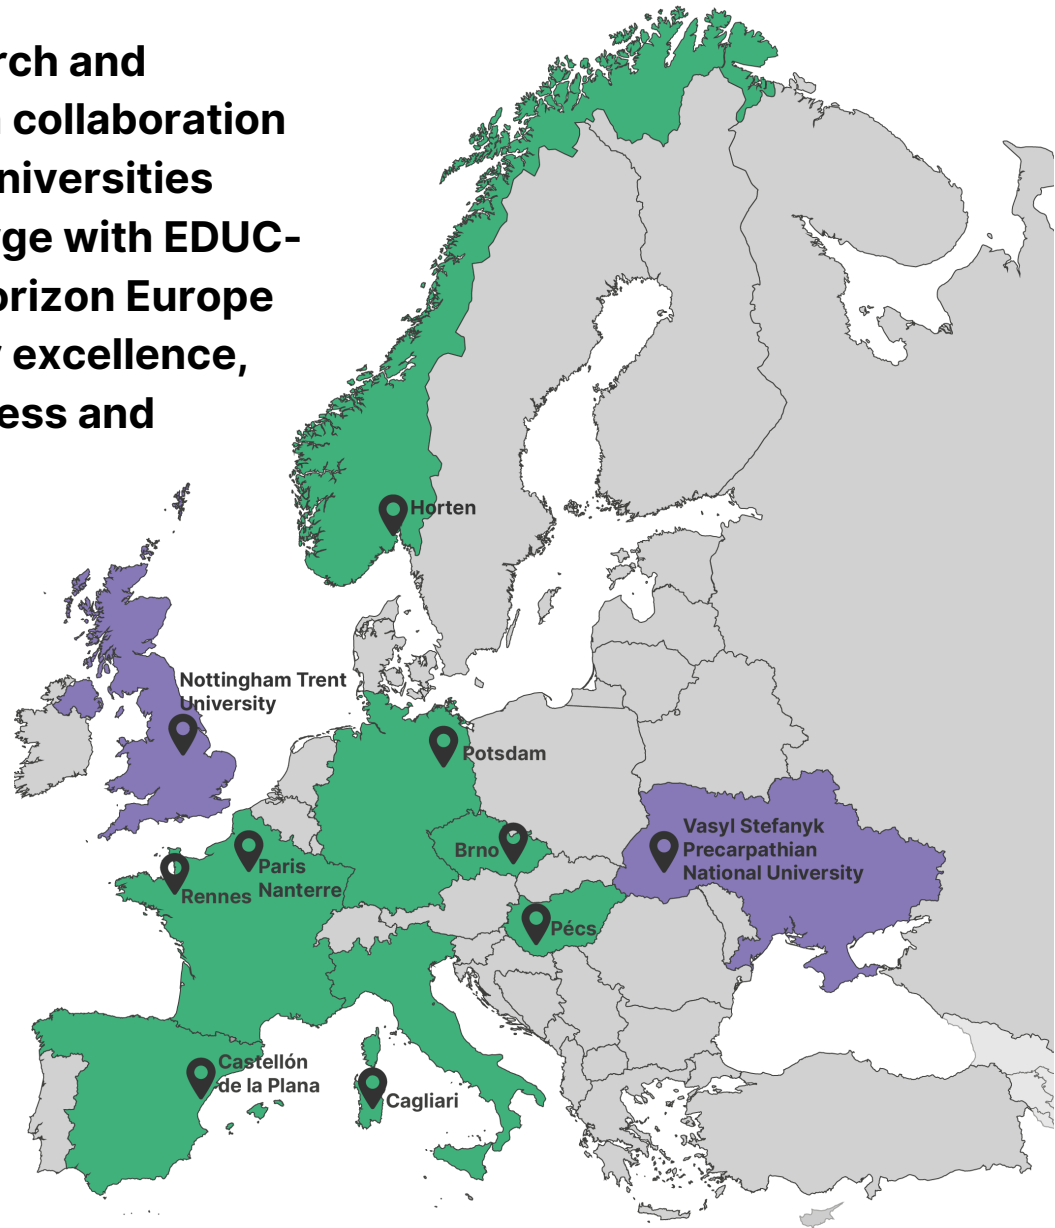 rch and
collaboration
niversities
ge with EDUC-
orizon Europe
excellence,
ess and
Horten
Nottingham Trent
University
Potsdam
Vasyl Stefanyk
Precarpathian
National University
Brno
Paris
Nanterre
Rennes
Pécs
Castellón
de la Plana
Cagliari